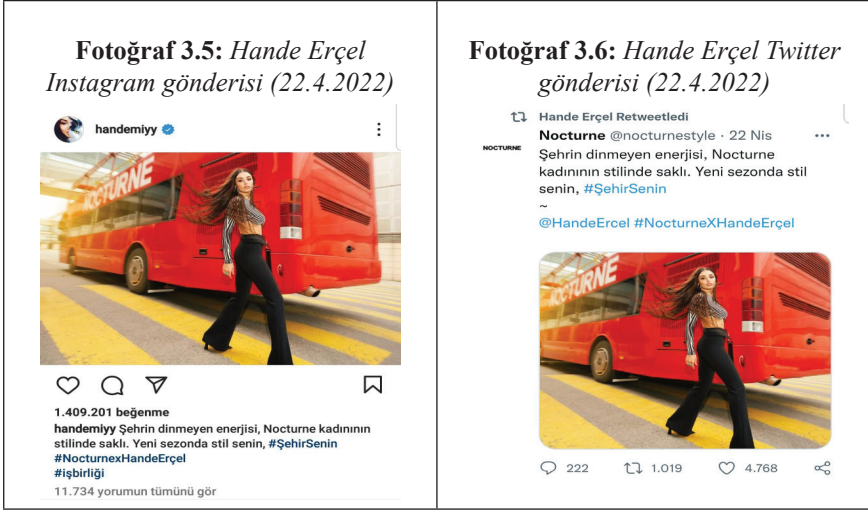 Fotoğraf 3.5: Hande Erçel
Instagram gönderisi (22.4.2022)
handemiyy
NOCTURNE
1.409.201 beğenme
handemiyy Şehrin dinmeyen enerjisi, Nocturne kadınının
stilinde saklı. Yeni sezonda stil senin, #ŞehirSenin
#NocturnexHandeErçel
#işbirliği
11.734 yorumun tümünü gör
Fotoğraf 3.6: Hande Erçel Twitter
gönderisi (22.4.2022)
Hande Erçel Retweetledi
NOCTURNE
Nocturne @nocturnestyle · 22 Nis
Şehrin dinmeyen enerjisi, Nocturne
kadınının stilinde saklı. Yeni sezonda stil
senin, #ŞehirSenin
~
@HandeErcel #NocturneXHandeErçel
NOCTURNE
222 1.019 4.768